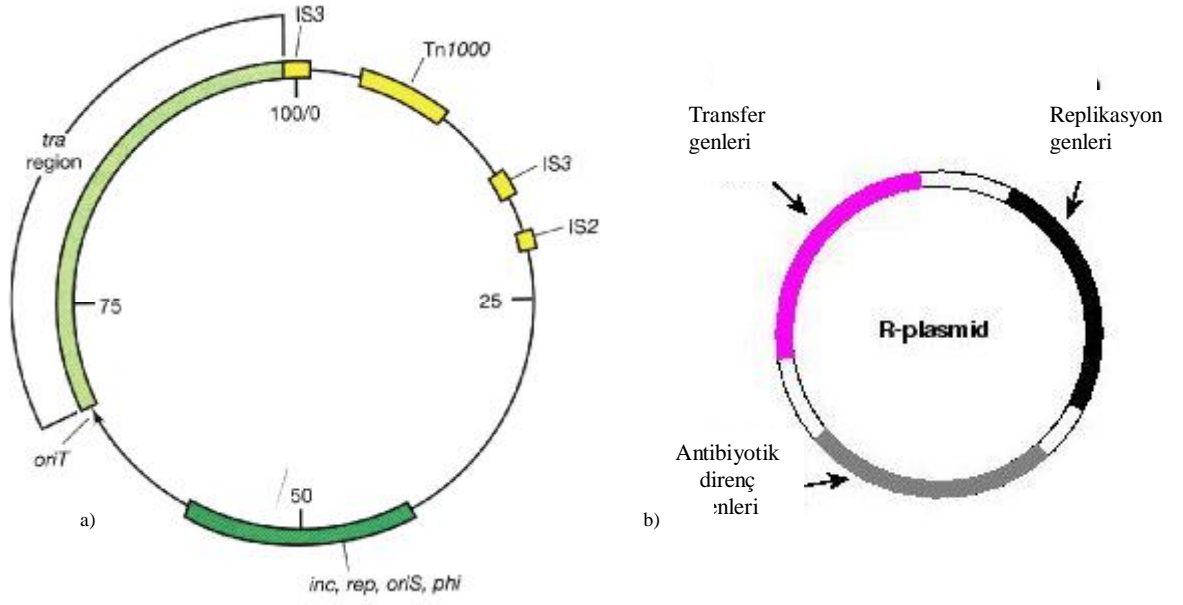 IS3
Tn1000
100/0
tra
region
IS3
IS2
75
25
oriT
50
a)
inc, rep, oriS, phi
Transfer
genleri
Replikasyon
genleri
R-plasmid
Antibiyotik
direnç
enleri
b)